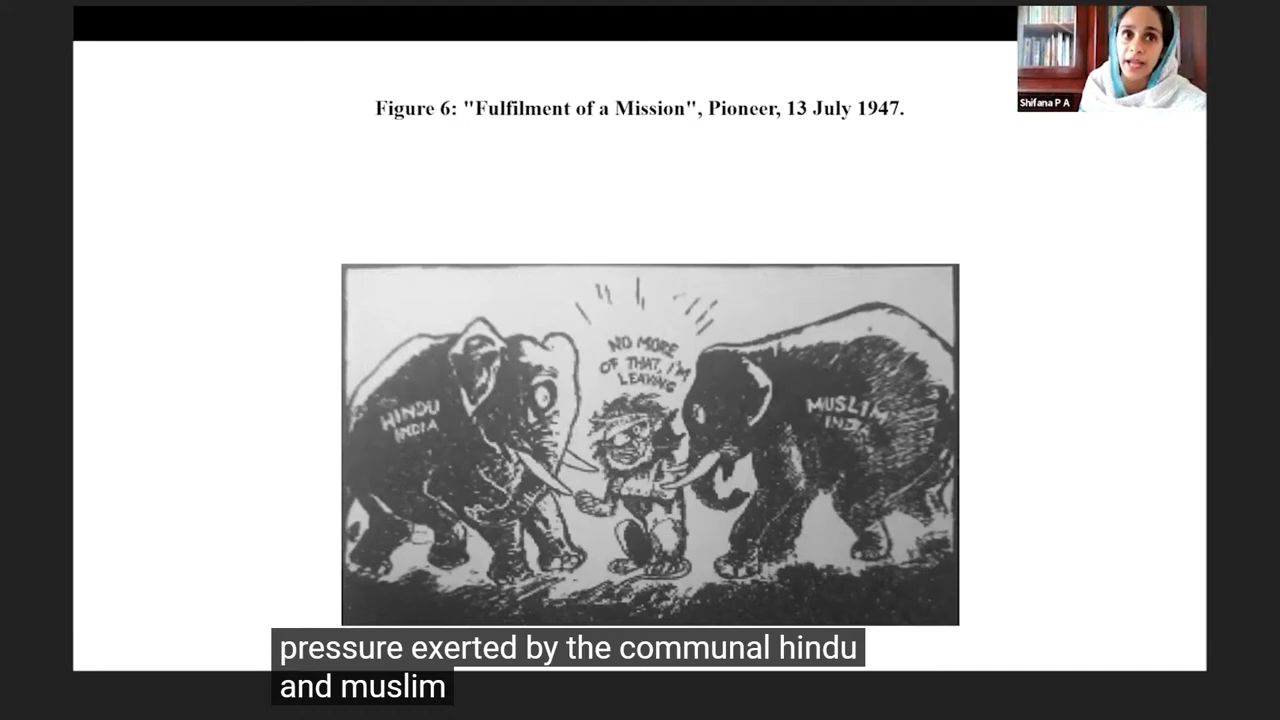 Figure 6: "Fulfilment of a Mission", Pioneer, 13 July 1947.
Shifana P A
NO MORE
OF THAT, I'M
LEAVING
HINDU
INDIA
MUSLIM
INDIA
pressure exerted by the communal hindu
and muslim